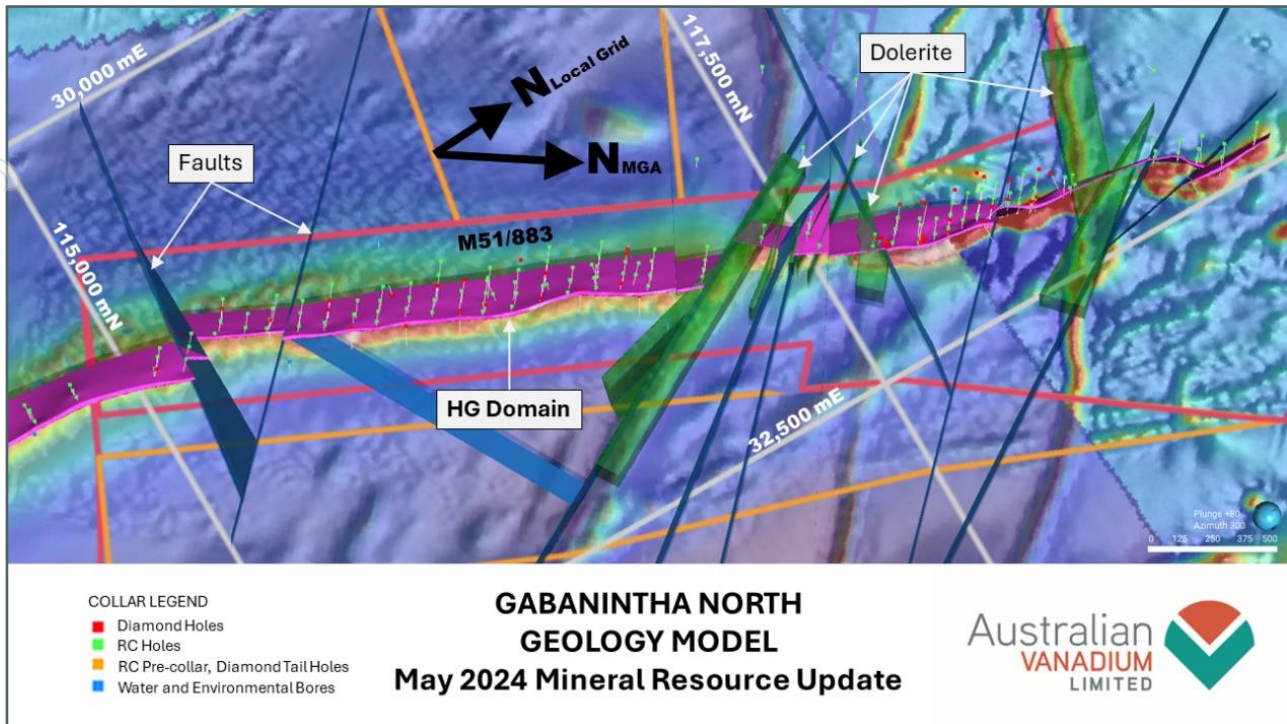 30,000 mE
N Local Grid
N MGA
117,500 mN
Dolerite
Faults
M51/883
115,000 mN
HG Domain
32,500 mE
Plunge +80
Azimuth 300
0 125 250 375 500
COLLAR LEGEND
Diamond Holes
RC Holes
RC Pre-collar, Diamond Tail Holes
Water and Environmental Bores
GABANINTHA NORTH
GEOLOGY MODEL
May 2024 Mineral Resource Update
Australian
VANADIUM
LIMITED